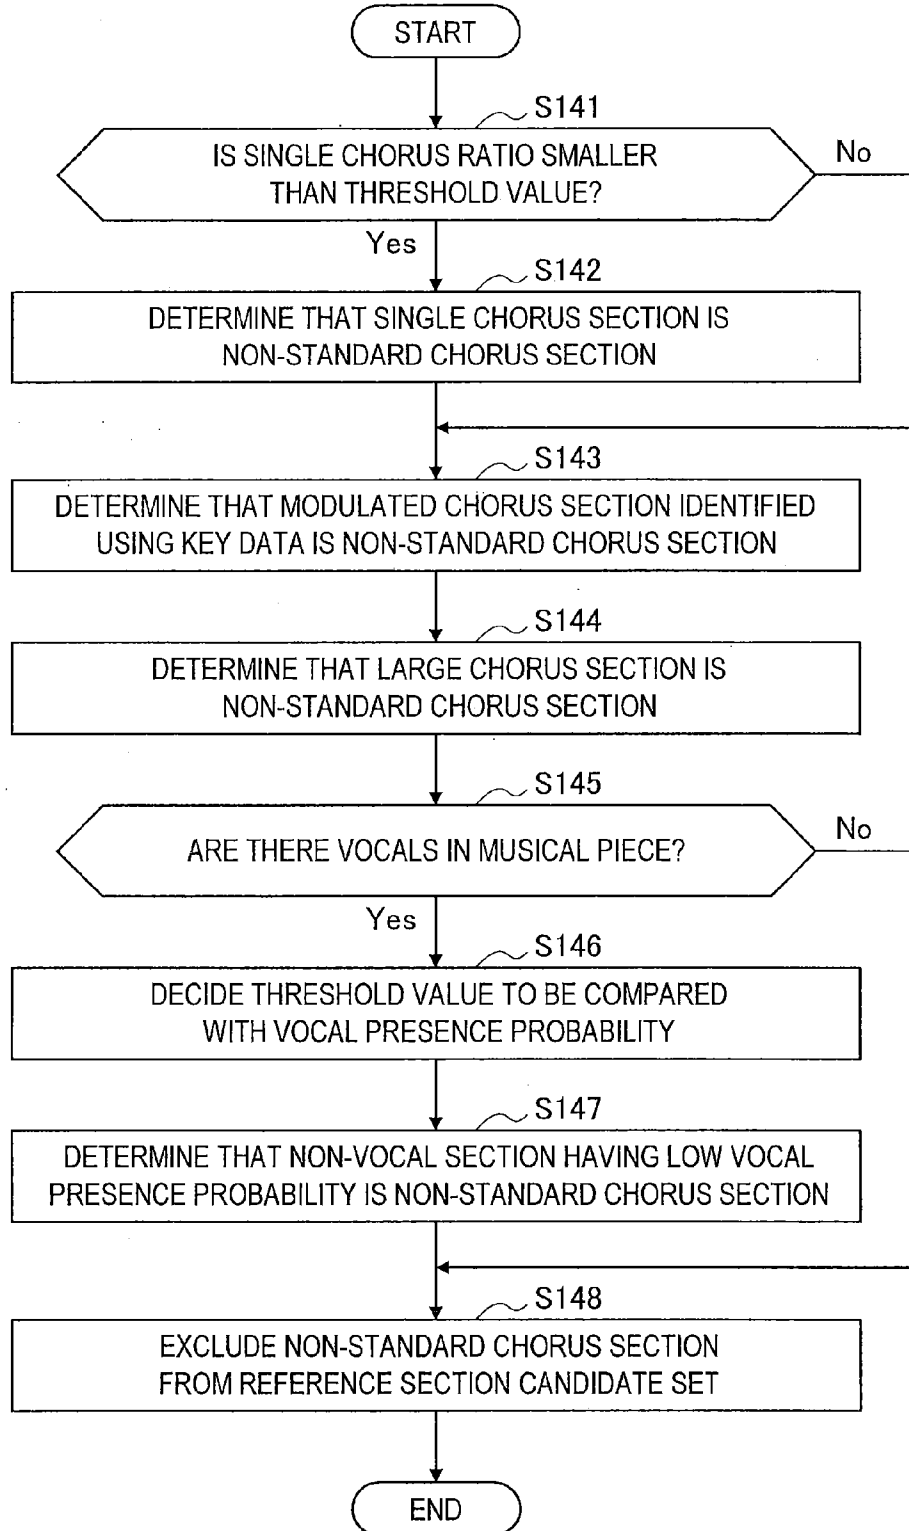 START
S141
IS SINGLE CHORUS RATIO SMALLER
THAN THRESHOLD VALUE?
No
Yes
S142
DETERMINE THAT SINGLE CHORUS SECTION IS
NON-STANDARD CHORUS SECTION
S143
DETERMINE THAT MODULATED CHORUS SECTION IDENTIFIED
USING KEY DATA IS NON-STANDARD CHORUS SECTION
S144
DETERMINE THAT LARGE CHORUS SECTION IS
NON-STANDARD CHORUS SECTION
S145
ARE THERE VOCALS IN MUSICAL PIECE?
No
Yes
S146
DECIDE THRESHOLD VALUE TO BE COMPARED
WITH VOCAL PRESENCE PROBABILITY
S147
DETERMINE THAT NON-VOCAL SECTION HAVING LOW VOCAL
PRESENCE PROBABILITY IS NON-STANDARD CHORUS SECTION
S148
EXCLUDE NON-STANDARD CHORUS SECTION
FROM REFERENCE SECTION CANDIDATE SET
END